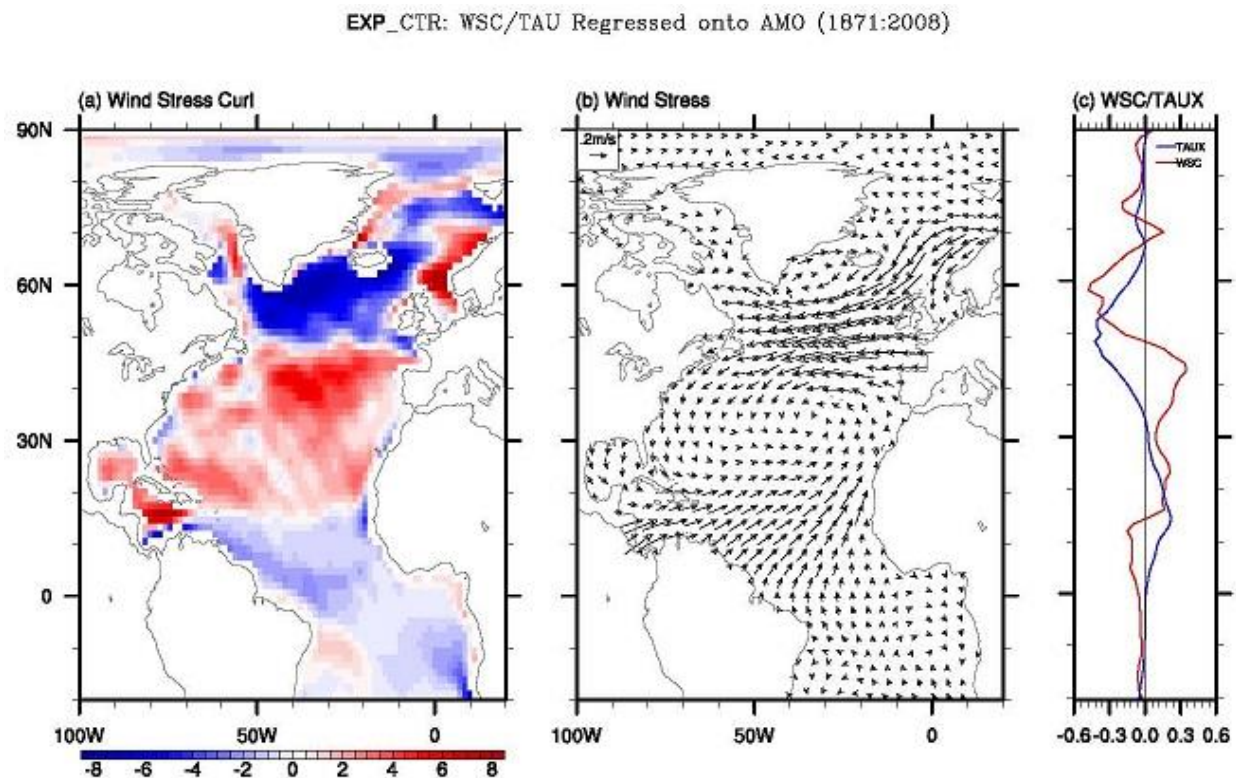 EXP_CTR: WSC/TAU Regressed onto AMO (1871:2008)
(a) Wind Stress Curl
(b) Wind Stress
(c) WSC/TAUX
90N
60N
30N
0
.2m/s
TAUX
WSC
100W
50W
0
100W
50W
0
-0.6
-0.3
0.0
0.3
0.6
-8
-6
-4
-2
0
2
4
6
8